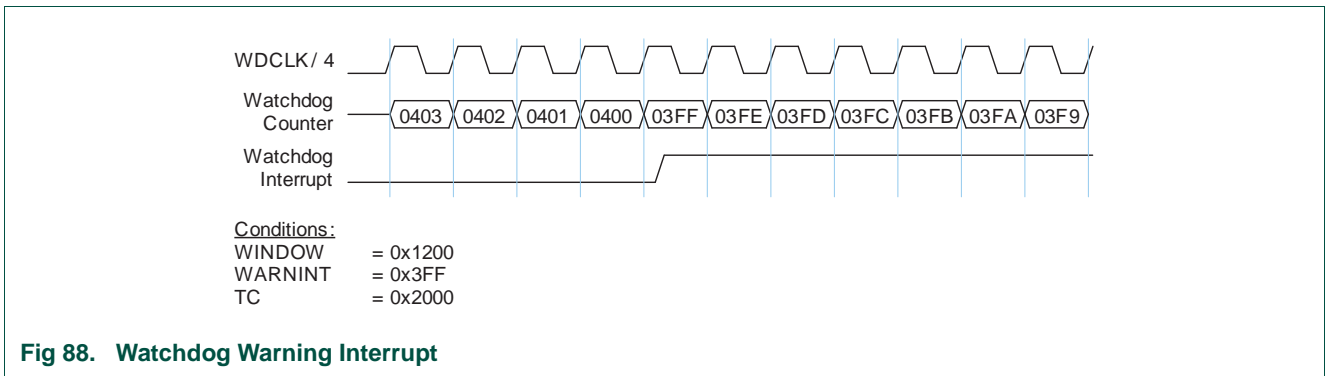 WDCLK / 4
Watchdog
Counter
0403 0402 0401 0400 03FF 03FE 03FD 03FC 03FB 03FA 03F9
Watchdog
Interrupt
Conditions:
WINDOW = 0x1200
WARNINT = 0x3FF
TC = 0x2000
Fig 88. Watchdog Warning Interrupt